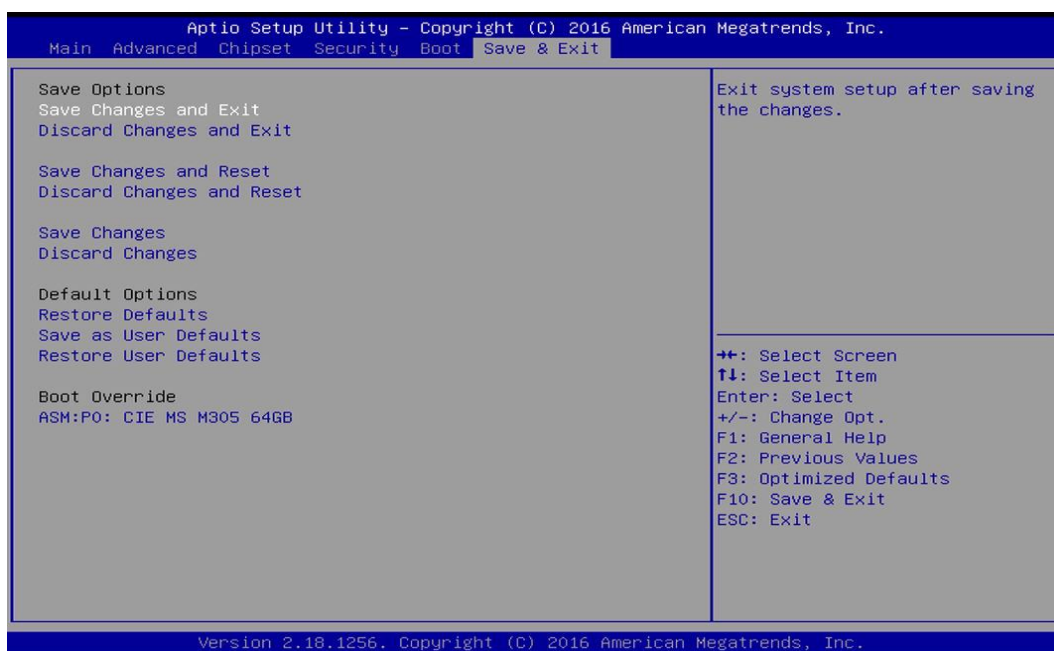 Aptio Setup Utility – Copyright (C) 2016 American Megatrends, Inc.
Main Advanced Chipset Security Boot Save & Exit
Save Options
Save Changes and Exit
Discard Changes and Exit
Save Changes and Reset
Discard Changes and Reset
Save Changes
Discard Changes
Default Options
Restore Defaults
Save as User Defaults
Restore User Defaults
Boot Override
ASM:P0: CIE MS M305 64GB
Exit system setup after saving
the changes.
→←: Select Screen
↑↓: Select Item
Enter: Select
+/-: Change Opt.
F1: General Help
F2: Previous Values
F3: Optimized Defaults
F10: Save & Exit
ESC: Exit
Version 2.18.1256. Copyright (C) 2016 American Megatrends, Inc.